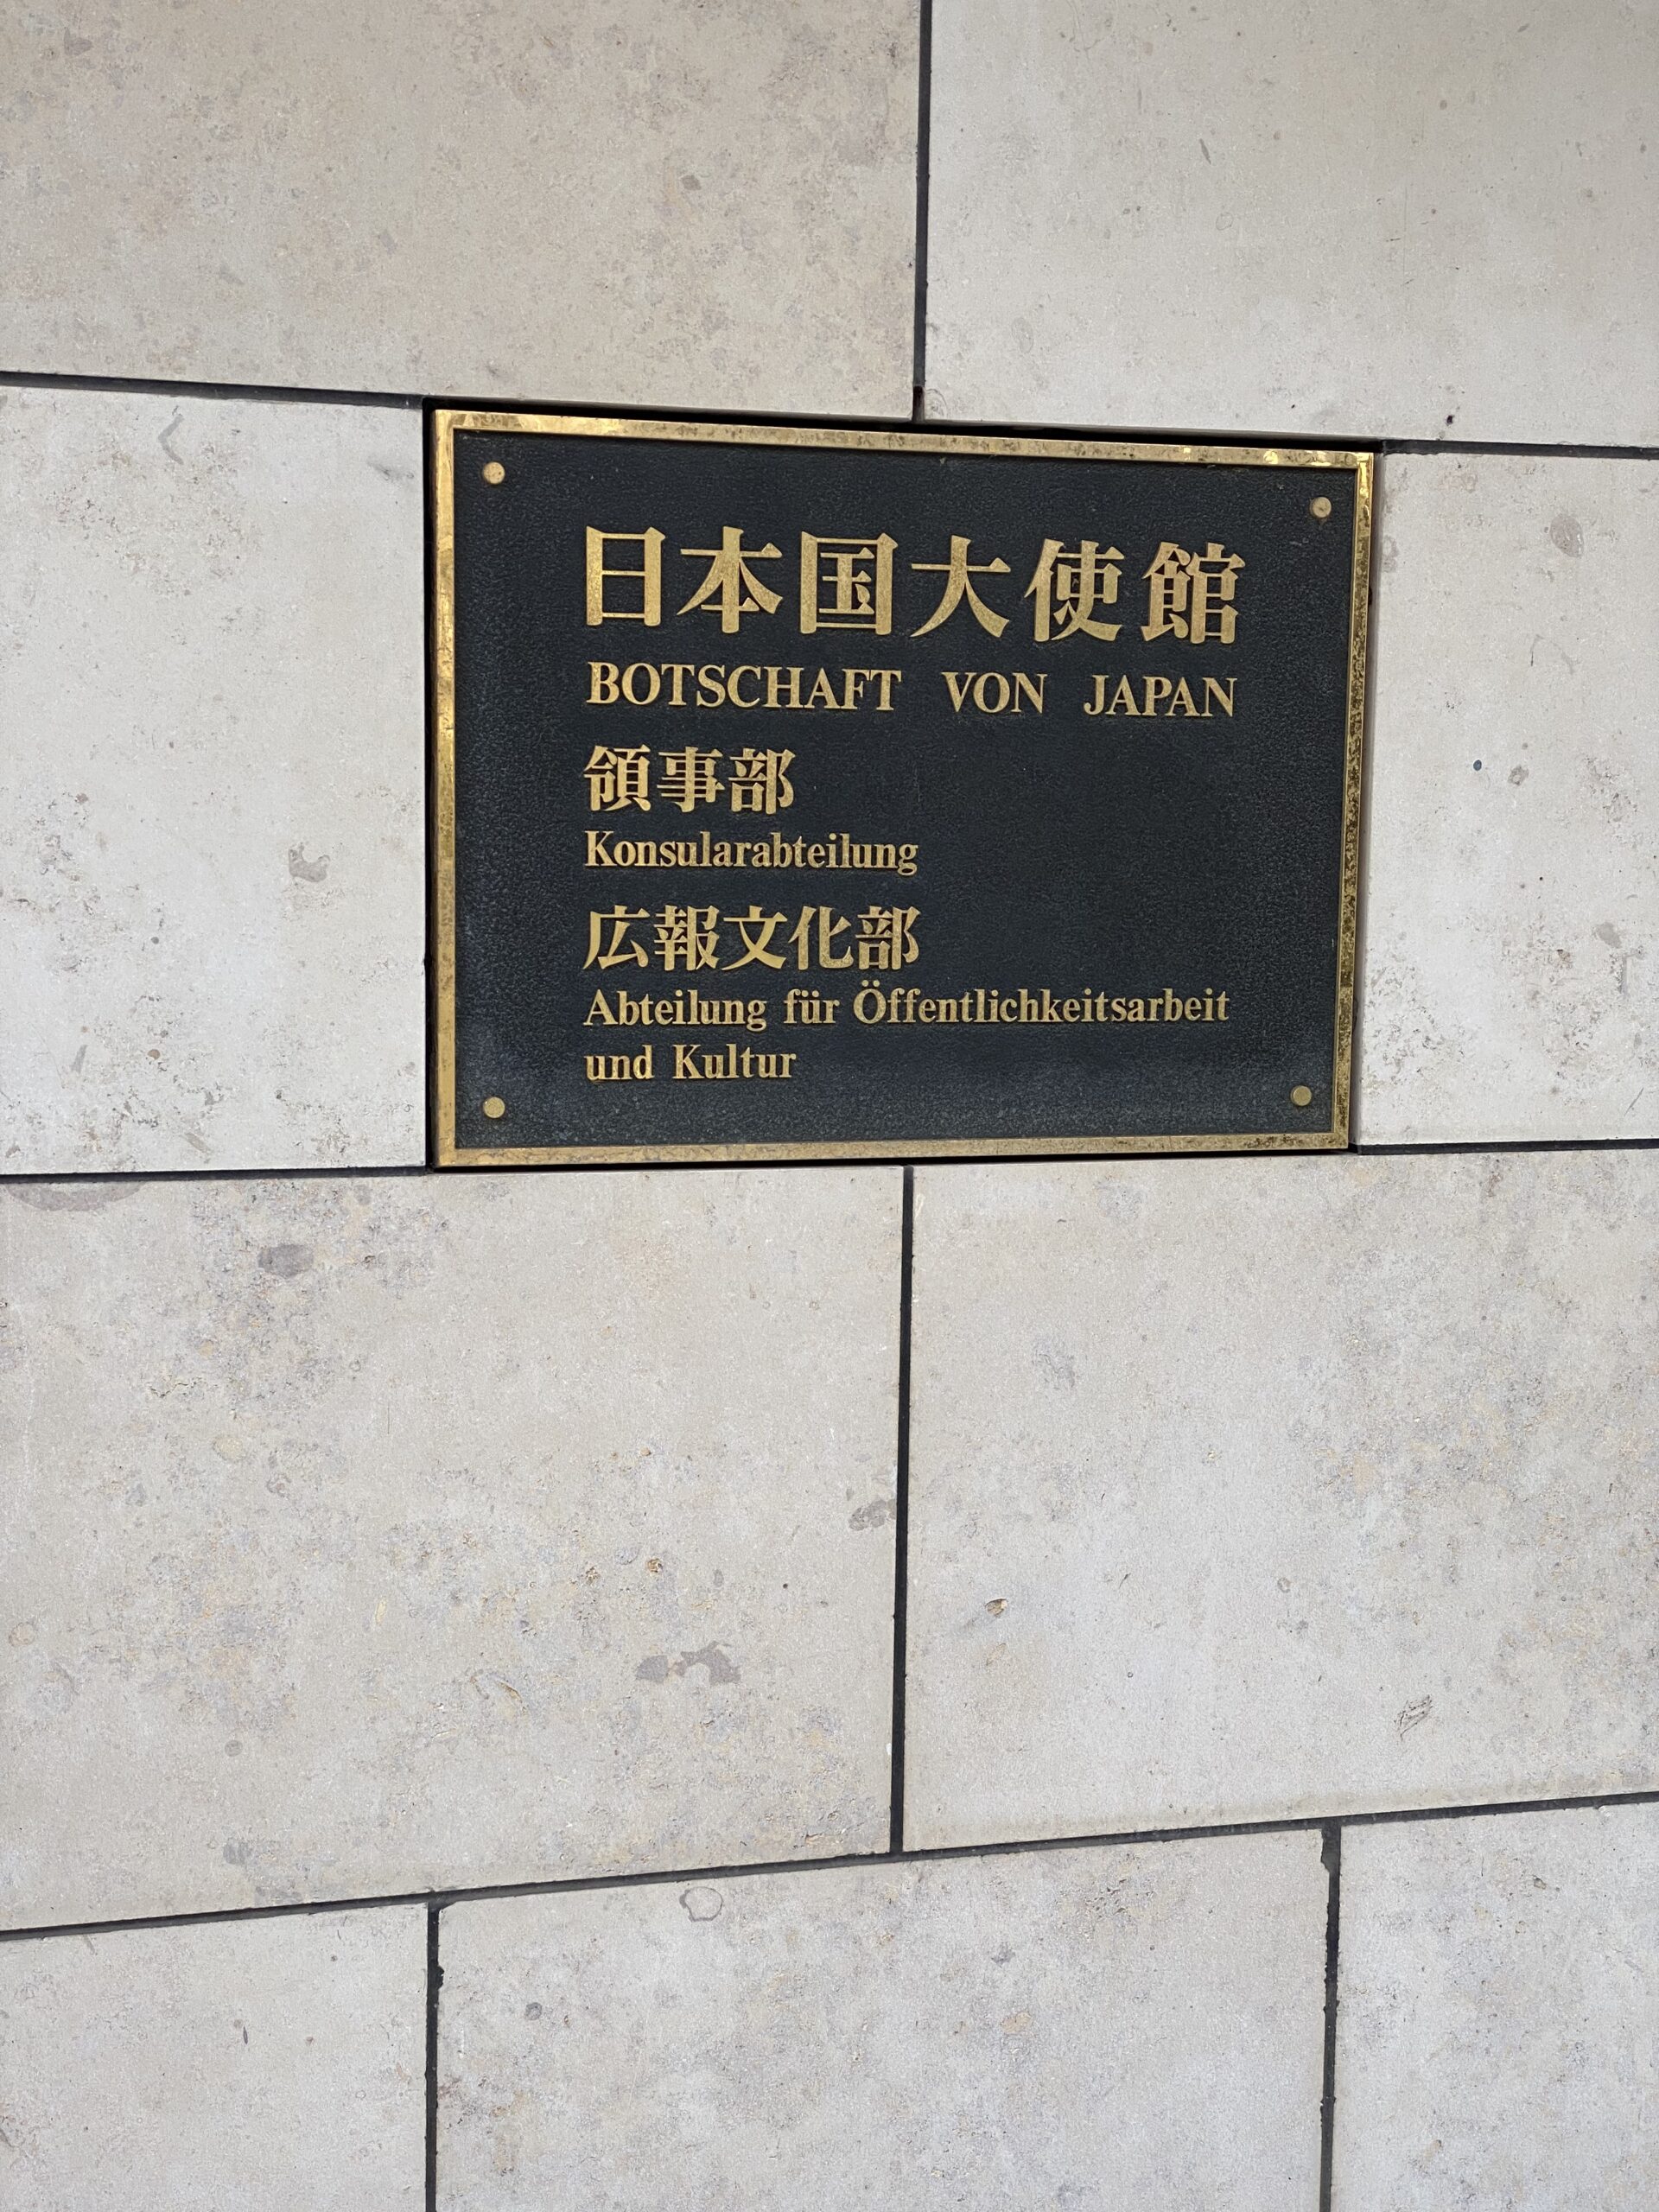 日本国大使館
BOTSCHAFT VON JAPAN
領事部
Konsularabteilung
広報文化部
Abteilung für Öffentlichkeitsarbeit
und Kultur